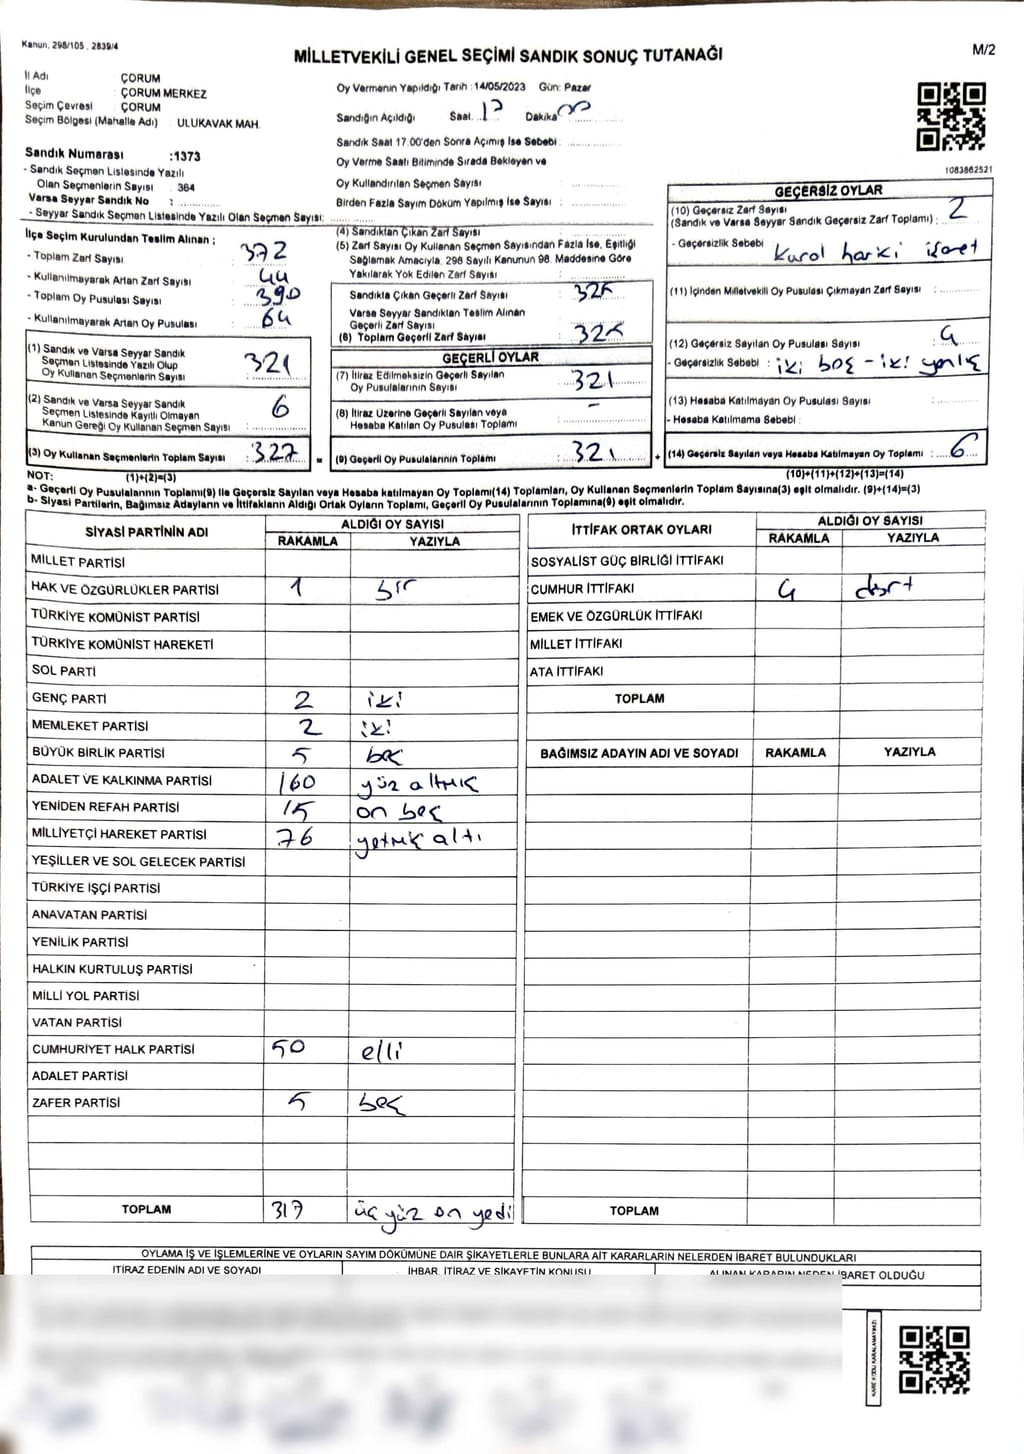 Kanun, 298/105, 2839/4
MİLLETVEKİLİ GENEL SEÇİMİ SANDIK SONUÇ TUTANAĞI
M/2
İl Adı ÇORUM
İlçe : ÇORUM MERKEZ
Seçim Çevresi : ÇORUM
Seçim Bölgesi (Mahalle Adı) : ULUKAVAK MAH.
Sandık Numarası :1373
- Sandık Seçmen Listesinde Yazılı
Olan Seçmenlerin Sayısı : 364
Varsa Seyyar Sandık No :
- Seyyar Sandık Seçmen Listesinde Yazılı Olan Seçmen Sayısı:
Oy Vermenin Yapıldığı Tarih :14/05/2023 Gün: Pazar
Sandığın Açıldığı Saat Dakika 00
Sandık Saat 17:00'den Sonra Açılmış İse Sebebi :
Oy Verme Saati Bitiminde Sırada Bekleyen ve
Oy Kullandırılan Seçmen Sayısı :
Birden Fazla Sayım Döküm Yapılmış İse Sayısı :
1083862521
İlçe Seçim Kurulundan Teslim Alınan ;
- Toplam Zarf Sayısı : 372
- Kullanılmayarak Artan Zarf Sayısı : 44
- Toplam Oy Pusulası Sayısı : 390
- Kullanılmayarak Artan Oy Pusulası : 64
(1) Sandık ve Varsa Seyyar Sandık
Seçmen Listesinde Yazılı Olup
Oy Kullanan Seçmenlerin Sayısı : 321
(2) Sandık ve Varsa Seyyar Sandık
Seçmen Listesinde Kayıtlı Olmayan
Kanun Gereği Oy Kullanan Seçmen Sayısı : 6
(3) Oy Kullanan Seçmenlerin Toplam Sayısı : 327 =
(4) Sandıktan Çıkan Zarf Sayısı :
(5) Zarf Sayısı Oy Kullanan Seçmen Sayısından Fazla İse, Eşitliği
Sağlamak Amacıyla, 298 Sayılı Kanunun 98. Maddesine Göre
Yakılarak Yok Edilen Zarf Sayısı :
Sandıkta Çıkan Geçerli Zarf Sayısı : 325
Varsa Seyyar Sandıktan Teslim Alınan
Geçerli Zarf Sayısı :
(6) Toplam Geçerli Zarf Sayısı : 325
GEÇERLİ OYLAR
(7) İtiraz Edilmeksizin Geçerli Sayılan
Oy Pusulalarının Sayısı : 321
(8) İtiraz Üzerine Geçerli Sayılan veya
Hesaba Katılan Oy Pusulası Toplamı : -
(9) Geçerli Oy Pusulalarının Toplamı : 321 +
GEÇERSİZ OYLAR
(10) Geçersiz Zarf Sayısı
(Sandık ve Varsa Seyyar Sandık Geçersiz Zarf Toplamı) : 2
- Geçersizlik Sebebi kural harici işaret
(11) İçinden Milletvekili Oy Pusulası Çıkmayan Zarf Sayısı :
(12) Geçersiz Sayılan Oy Pusulası Sayısı : 4
- Geçersizlik Sebebi : iki boş - iki yırtık
(13) Hesaba Katılmayan Oy Pusulası Sayısı :
- Hesaba Katılmama Sebebi :
(14) Geçersiz Sayılan veya Hesaba Katılmayan Oy Toplamı : 6
NOT: (1)+(2)=(3) (10)+(11)+(12)+(13)=(14)
a- Geçerli Oy Pusulalarının Toplamı(9) ile Geçersiz Sayılan veya Hesaba katılmayan Oy Toplamı(14) Toplamları, Oy Kullanan Seçmenlerin Toplam Sayısına(3) eşit olmalıdır. (9)+(14)=(3)
b- Siyasi Partilerin, Bağımsız Adayların ve İttifakların Aldığı Ortak Oyların Toplamı, Geçerli Oy Pusulalarının Toplamına(9) eşit olmalıdır.
SİYASİ PARTİNİN ADI ALDIĞI OY SAYISI
RAKAMLA YAZIYLA
MİLLET PARTİSİ
HAK VE ÖZGÜRLÜKLER PARTİSİ 1 bir
TÜRKİYE KOMÜNİST PARTİSİ
TÜRKİYE KOMÜNİST HAREKETİ
SOL PARTİ
GENÇ PARTİ 2 iki
MEMLEKET PARTİSİ 2 iki
BÜYÜK BİRLİK PARTİSİ 5 beş
ADALET VE KALKINMA PARTİSİ 160 yüz altmış
YENİDEN REFAH PARTİSİ 15 on beş
MİLLİYETÇİ HAREKET PARTİSİ 76 yetmiş altı
YEŞİLLER VE SOL GELECEK PARTİSİ
TÜRKİYE İŞÇİ PARTİSİ
ANAVATAN PARTİSİ
YENİLİK PARTİSİ
HALKIN KURTULUŞ PARTİSİ
MİLLİ YOL PARTİSİ
VATAN PARTİSİ
CUMHURİYET HALK PARTİSİ 50 elli
ADALET PARTİSİ
ZAFER PARTİSİ 5 beş
TOPLAM 317 üç yüz on yedi
İTTİFAK ORTAK OYLARI ALDIĞI OY SAYISI
RAKAMLA YAZIYLA
SOSYALİST GÜÇ BİRLİĞİ İTTİFAKI
CUMHUR İTTİFAKI 4 dört
EMEK VE ÖZGÜRLÜK İTTİFAKI
MİLLET İTTİFAKI
ATA İTTİFAKI
TOPLAM
BAĞIMSIZ ADAYIN ADI VE SOYADI RAKAMLA YAZIYLA
TOPLAM
OYLAMA İŞ VE İŞLEMLERİNE VE OYLARIN SAYIM DÖKÜMÜNE DAİR ŞİKAYETLERLE BUNLARA AİT KARARLARIN NELERDEN İBARET BULUNDUKLARI
İTİRAZ EDENİN ADI VE SOYADI İHBAR, İTİRAZ VE ŞİKAYETİN KONUSU ALINAN KARARIN NEDEN İBARET OLDUĞU
KARE KODU KARALAMAYINIZ!